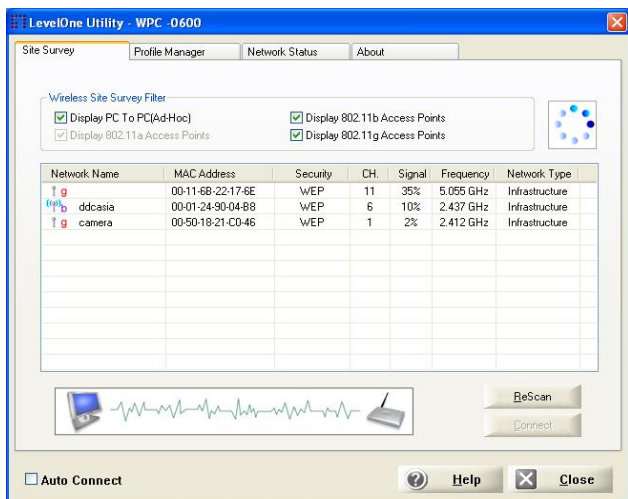 LevelOne Utility - WPC -0600
Site Survey Profile Manager Network Status About
Wireless Site Survey Filter
Display PC To PC(Ad-Hoc) Display 802.11b Access Points
Display 802.11a Access Points Display 802.11g Access Points
Network Name MAC Address Security CH. Signal Frequency Network Type
g 00-11-6B-22-17-6E WEP 11 35% 5.055 GHz Infrastructure
b ddcasia 00-01-24-90-04-B8 WEP 6 10% 2.437 GHz Infrastructure
g camera 00-50-18-21-C0-46 WEP 1 2% 2.412 GHz Infrastructure
ReScan
Connect
Auto Connect Help Close